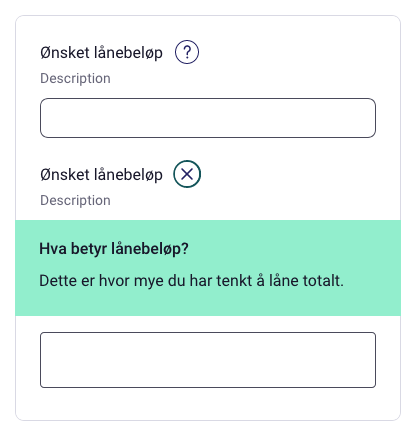 Ønsket lånebeløp ?
Description
Ønsket lånebeløp
Description
Hva betyr lånebeløp?
Dette er hvor mye du har tenkt å låne totalt.